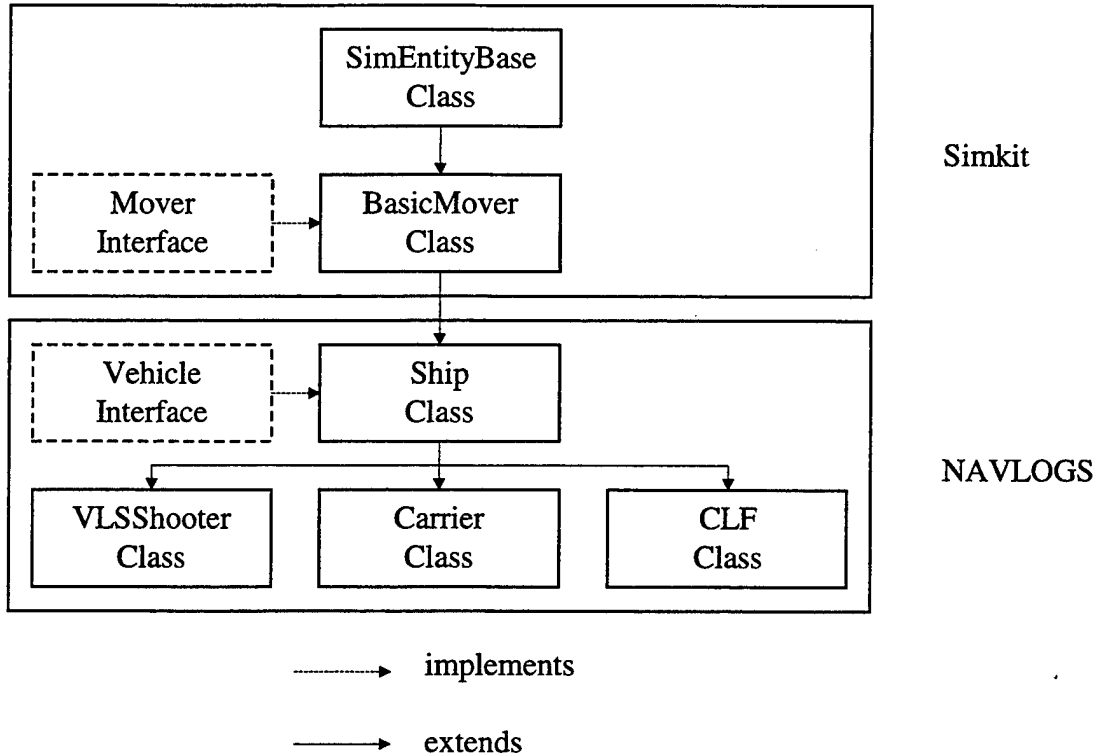 SimEntityBase
Class
Simkit
Mover
Interface
BasicMover
Class
Vehicle
Interface
Ship
Class
NAVLOGS
VLSShooter
Class
Carrier
Class
CLF
Class
implements
extends